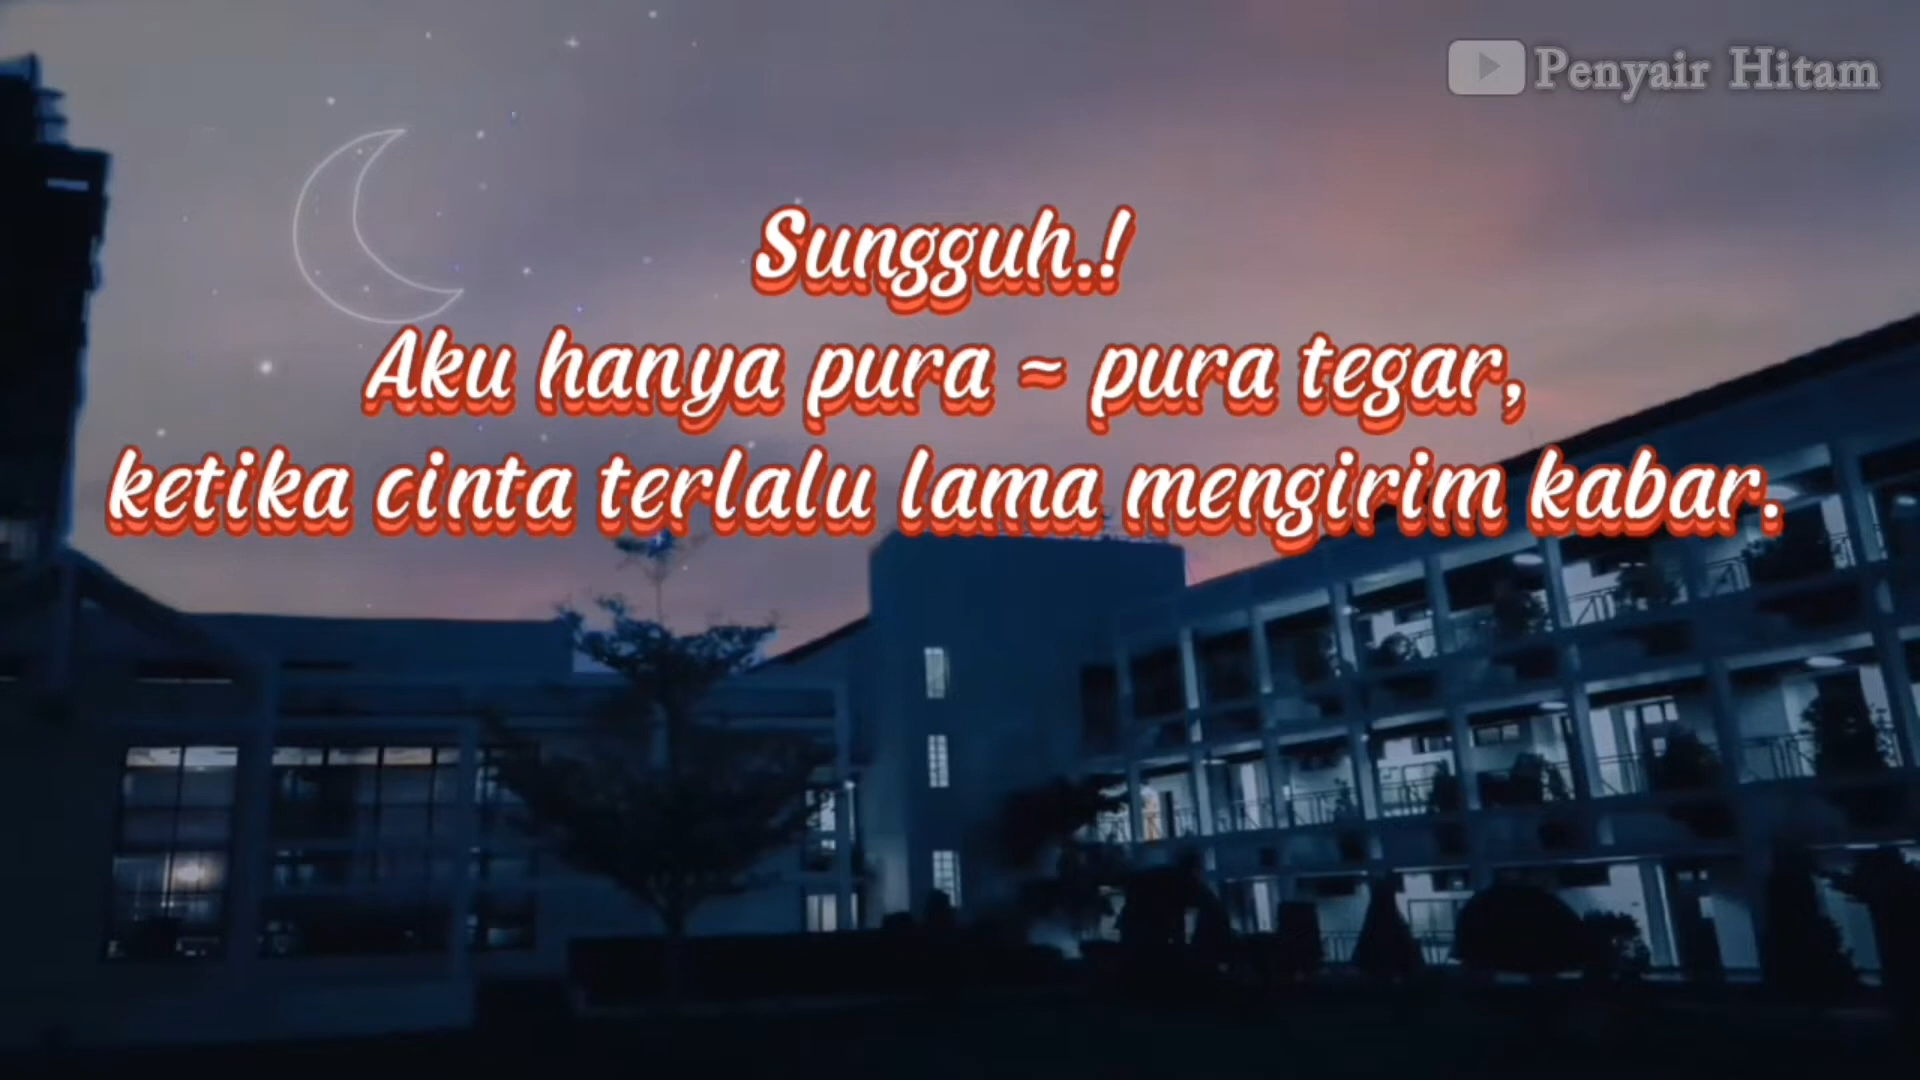 Penyair Hitam
Sungguh.!
Aku hanya pura ~ pura tegar,
ketika cinta terlalu lama mengirim kabar.